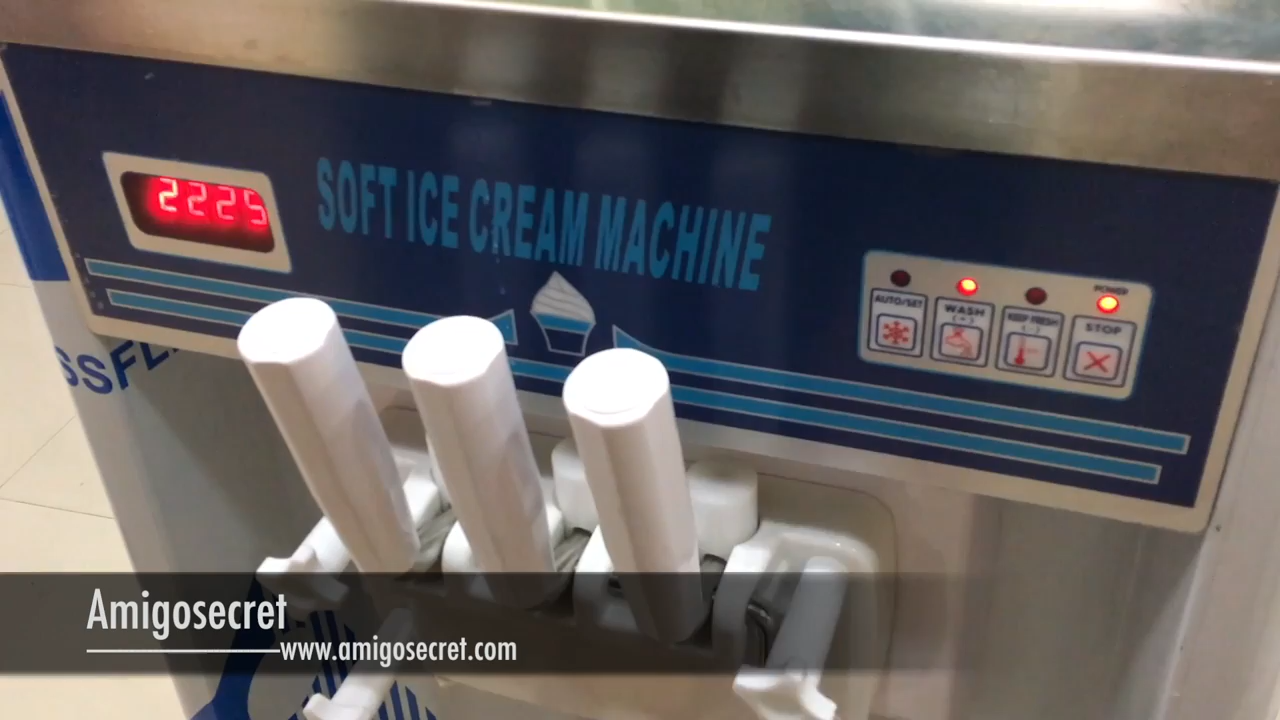 2225
SOFT ICE CREAM MACHINE
POWER
AUTO/SET
WASH
(+)
KEEP FRESH
(-)
STOP
SSFL
Amigosecret
www.amigosecret.com